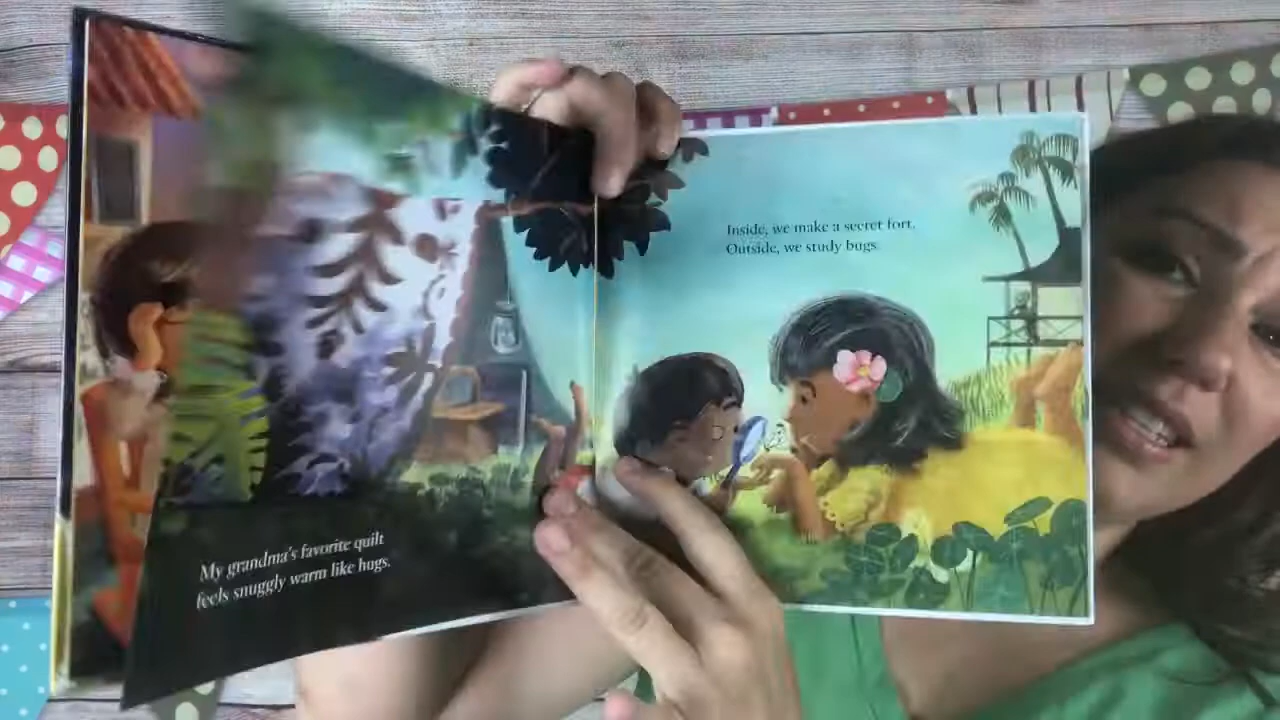 My grandma's favorite quilt
feels snuggly warm like hugs.
Inside, we make a secret fort.
Outside, we study bugs.